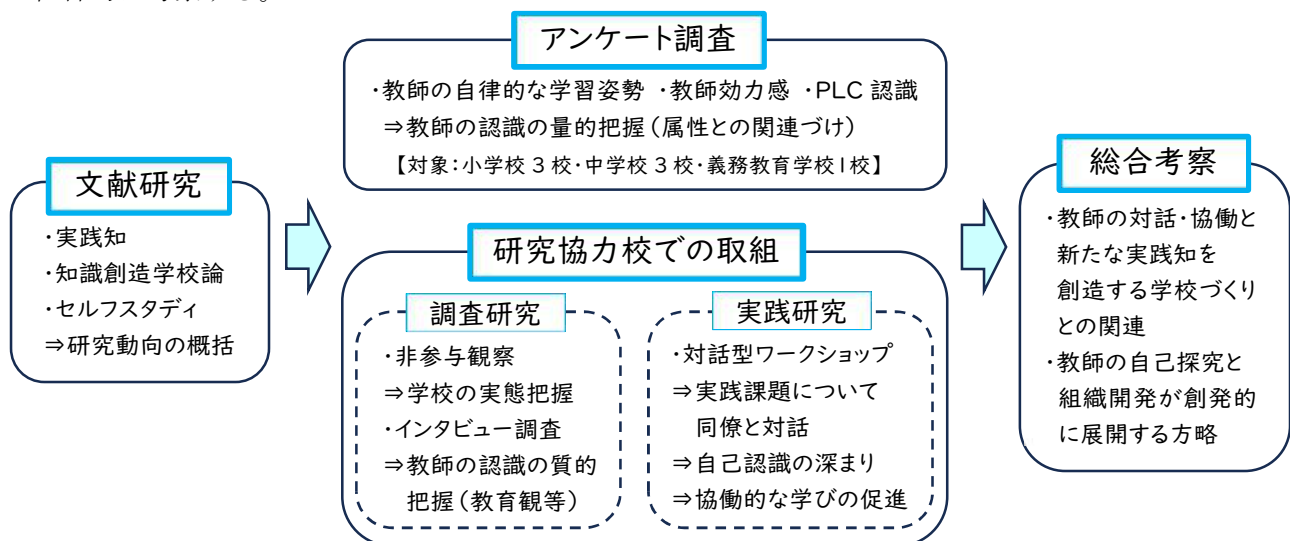 アンケート調査
・教師の自律的な学習姿勢 ・教師効力感 ・PLC 認識
⇒教師の認識の量的把握(属性との関連づけ)
【対象:小学校3校・中学校3校・義務教育学校1校】
文献研究
・実践知
・知識創造学校論
・セルフスタディ
⇒研究動向の概括
研究協力校での取組
調査研究
・非参与観察
⇒学校の実態把握
・インタビュー調査
⇒教師の認識の質的
把握(教育観等)
実践研究
・対話型ワークショップ
⇒実践課題について
同僚と対話
⇒自己認識の深まり
⇒協働的な学びの促進
総合考察
・教師の対話・協働と
新たな実践知を
創造する学校づくり
との関連
・教師の自己探究と
組織開発が創発的
に展開する方略